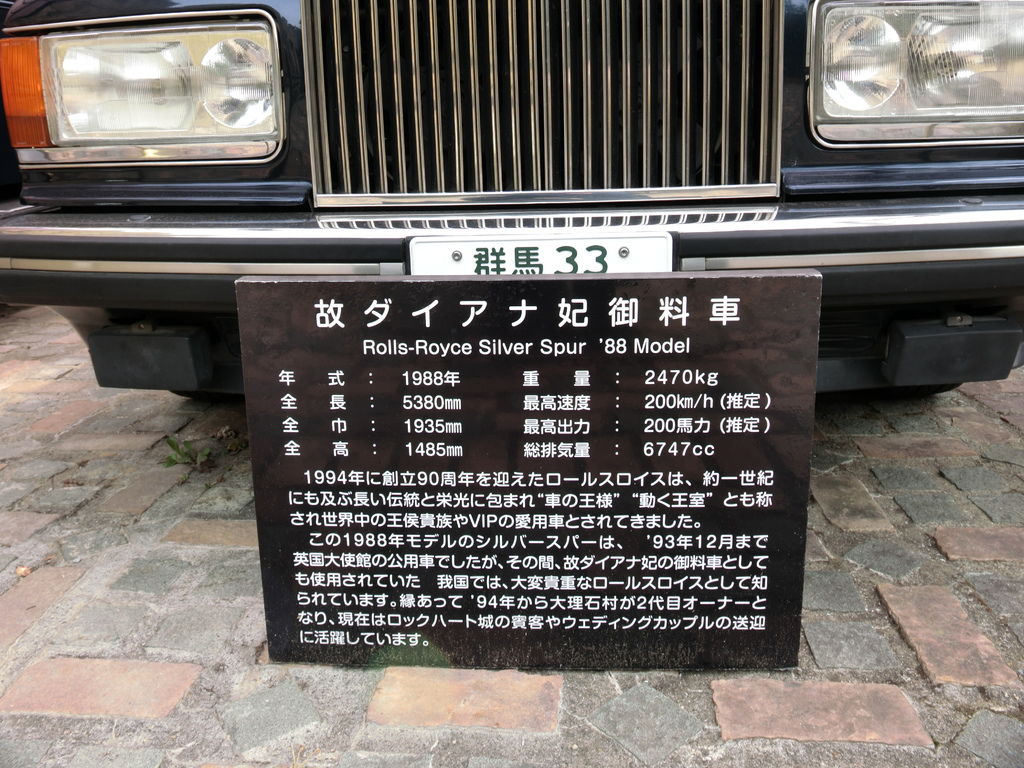 群馬 33
故ダイアナ妃御料車
Rolls-Royce Silver Spur '88 Model
年式： 1988年 重量： 2470kg
全長： 5380㎜ 最高速度： 200km/h (推定)
全巾： 1935㎜ 最高出力： 200馬力 (推定)
全高： 1485㎜ 総排気量： 6747cc
1994年に創立90周年を迎えたロールスロイスは、約一世紀
にも及ぶ長い伝統と栄光に包まれ“車の王様” “動く王室” とも称
され世界中の王侯貴族やVIPの愛用車とされてきました。
この1988年モデルのシルバースパーは、 '93年12月まで
英国大使館の公用車でしたが、その間、故ダイアナ妃の御料車として
も使用されていた 我国では、大変貴重なロールスロイスとして知
られています。縁あって '94年から大理石村が2代目オーナーと
なり、現在はロックハート城の賓客やウェディングカップルの送迎
に活躍しています。